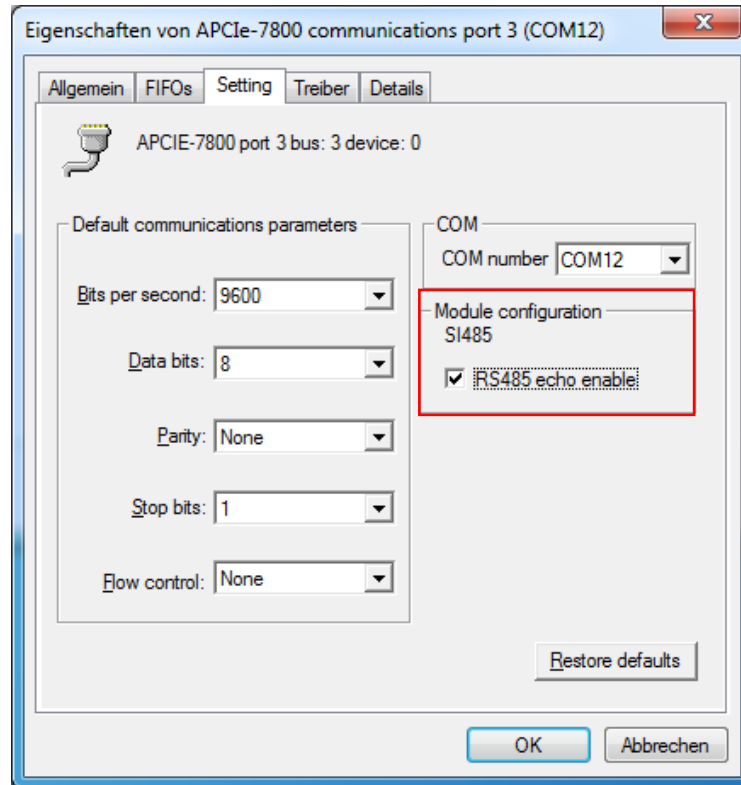 Eigenschaften von APCIe-7800 communications port 3 (COM12)
Allgemein FIFOs Setting Treiber Details
APCIE-7800 port 3 bus: 3 device: 0
Default communications parameters
Bits per second: 9600
Data bits: 8
Parity: None
Stop bits: 1
Flow control: None
COM
COM number COM12
Module configuration
SI485
RS485 echo enable
Restore defaults
OK Abbrechen